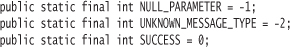 public static final int NULL_PARAMETER = -1;
public static final int UNKNOWN_MESSAGE_TYPE = -2;
public static final int SUCCESS = 0;